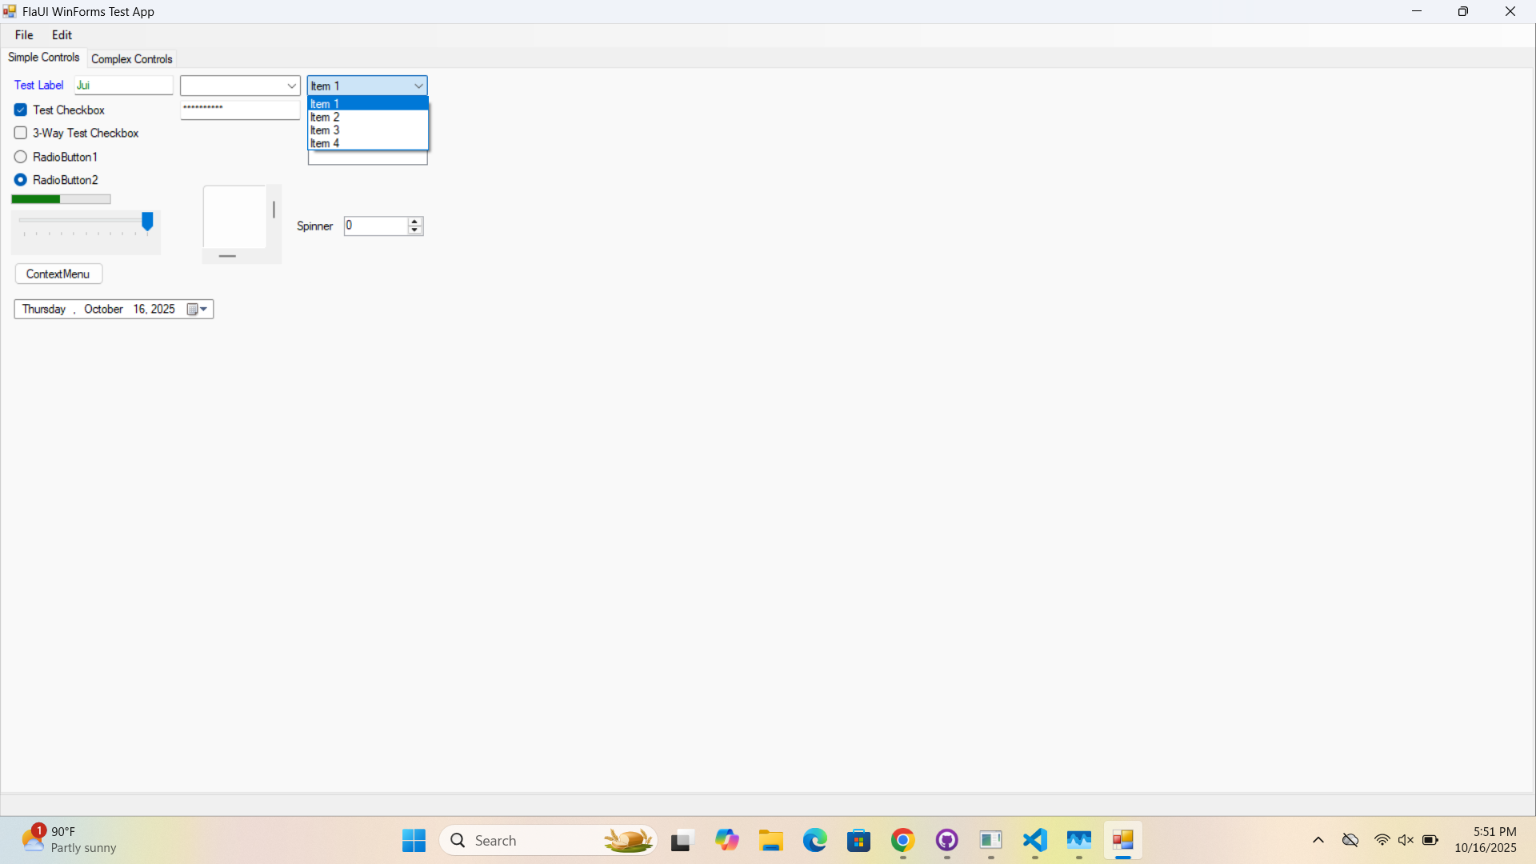 FlaUI WinForms Test App
File Edit
Simple Controls Complex Controls
Test Label Jui Item 1
Test Checkbox ********** Item 1
Item 2
3-Way Test Checkbox Item 3
Item 4
RadioButton1
RadioButton2
Spinner 0
ContextMenu
Thursday , October 16, 2025
1 90°F
Partly sunny
Search
5:51 PM
10/16/2025